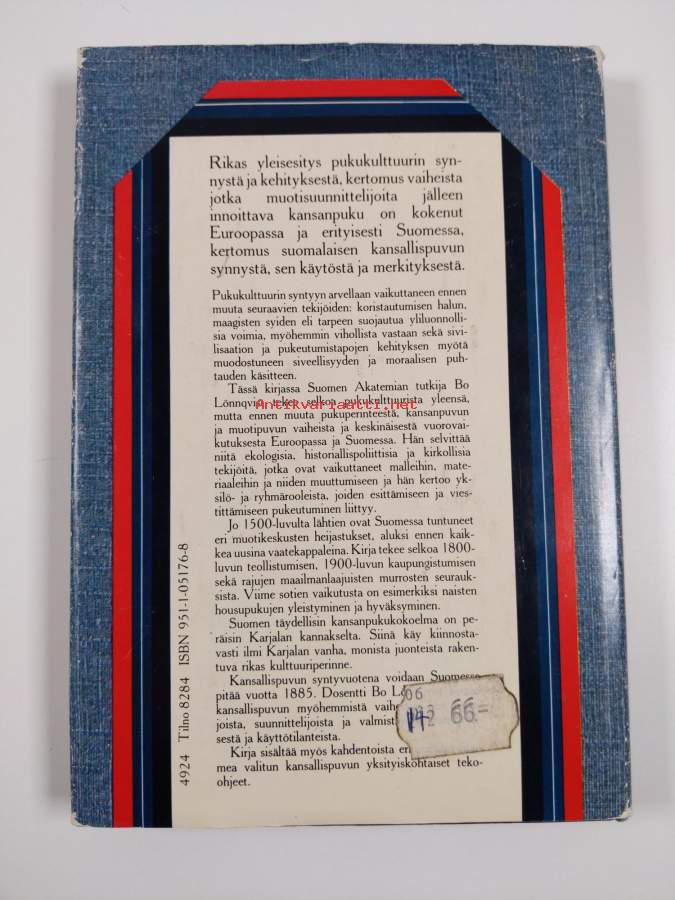 Rikas yleisesitys pukukulttuurin syn-
nystä ja kehityksestä, kertomus vaiheista
jotka muotisuunnittelijoita jälleen
innoittava kansanpuku on kokenut
Euroopassa ja erityisesti Suomessa,
kertomus suomalaisen kansallispuvun
synnystä, sen käytöstä ja merkityksestä.
Pukukulttuurin syntyyn arvellaan vaikuttaneen ennen
muuta seuraavien tekijöiden: koristautumisen halun,
maagisten syiden eli tarpeen suojautua yliluonnolli-
sia voimia, myöhemmin vihollista vastaan sekä sivi-
lisaation ja pukeutumistapojen kehityksen myötä
muodostuneen siveellisyyden ja moraalisen puh-
tauden käsitteen.
Tässä kirjassa Suomen Akatemian tutkija Bo
Lönnqvist tekee selkoa pukukulttuurista yleensä,
Antikvariaatti.net
mutta ennen muuta pukuperinteestä, kansanpuvun
ja muotipuvun vaiheista ja keskinäisestä vuorovai-
kutuksesta Euroopassa ja Suomessa. Hän selvittää
niitä ekologisia, historiallispoliittisia ja kirkollisia
tekijöitä, jotka ovat vaikuttaneet malleihin, mate-
riaaleihin ja niiden muuttumiseen ja hän kertoo yk-
silö- ja ryhmärooleista, joiden esittämiseen ja vies-
tittämiseen pukeutuminen liittyy.
Jo 1500-luvulta lähtien ovat Suomessa tuntuneet
eri muotikeskusten heijastukset, aluksi ennen kaik-
kea uusina vaatekappaleina. Kirja tekee selkoa 1800-
luvun teollistumisen, 1900-luvun kaupungistumisen
sekä rajujen maailmanlaajuisten murrosten seurauk-
sista. Viime sotien vaikutusta on esimerkiksi naisten
housupukujen yleistyminen ja hyväksyminen.
Suomen täydellisin kansanpukukokoelma on pe-
räisin Karjalan kannakselta. Siinä käy kiinnosta-
vasti ilmi Karjalan vanha, monista juonteista raken-
tuva rikas kulttuuriperinne.
Kansallispuvun syntyvuotena voidaan Suomessa
pitää vuotta 1885. Dosentti Bo Lö
kansallispuvun myöhemmistä vaihe
joista, suunnittelijoista ja valmist
sestä ja käyttötilanteista.
Kirja sisältää myös kahdentoista er
mea valitun kansallispuvun yksityiskohtaiset teko-
ohjeet.
06
142 66.=
4924 Tilno 8284 ISBN 951-1-05176-8